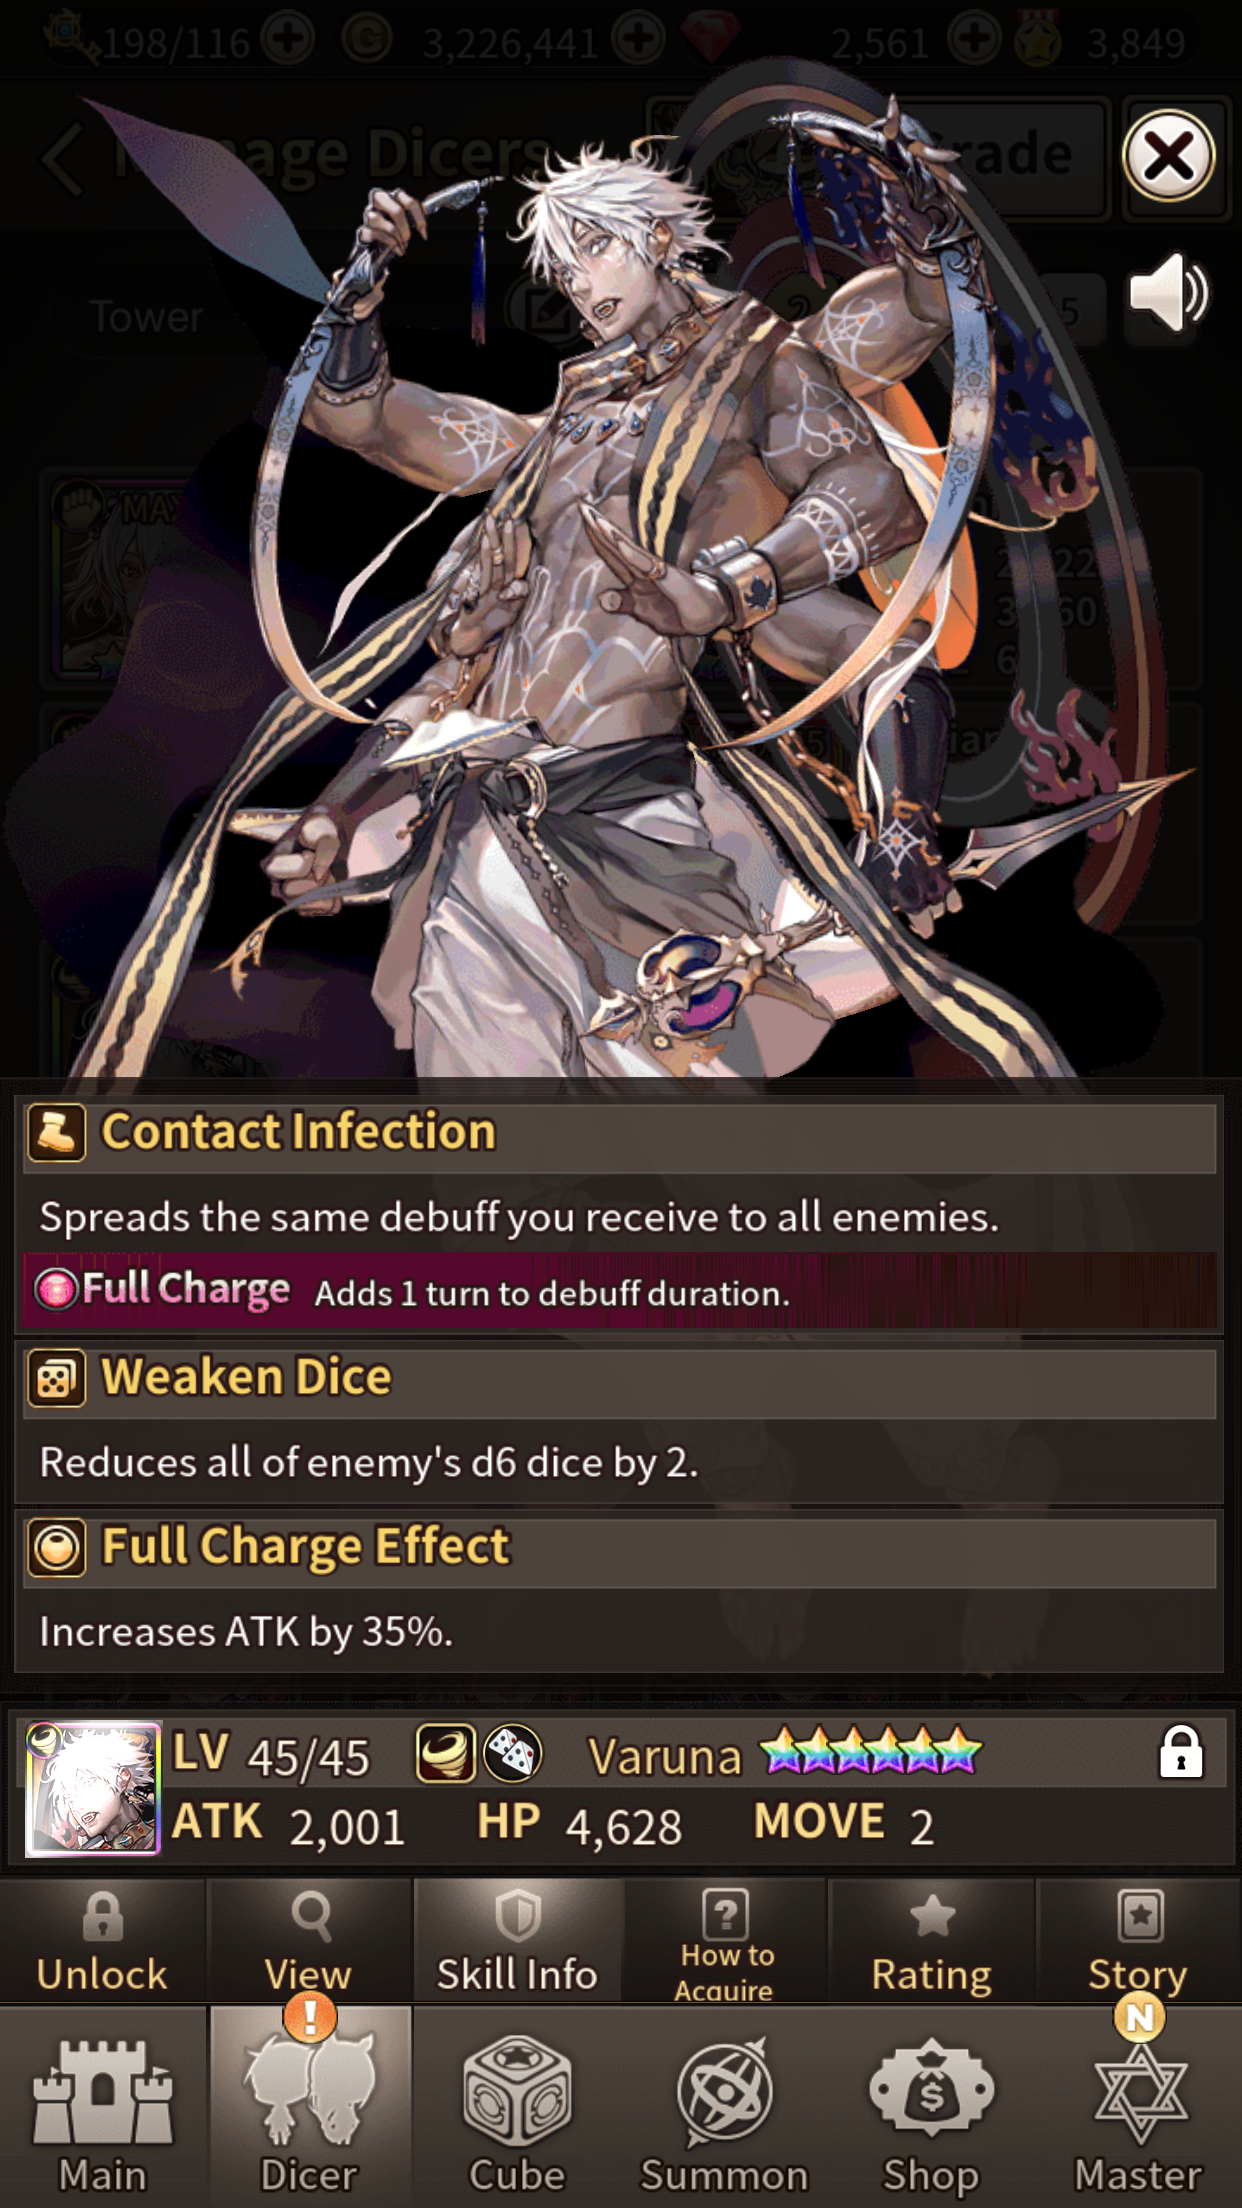 198/116 3,226,441 2,561 3,849
Manage Dicers
Tower
MAX
Contact Infection
Spreads the same debuff you receive to all enemies.
Full Charge Adds 1 turn to debuff duration.
Weaken Dice
Reduces all of enemy's d6 dice by 2.
Full Charge Effect
Increases ATK by 35%.
LV 45/45 Varuna
ATK 2,001 HP 4,628 MOVE 2
Unlock View Skill Info How to Acquire Rating Story
! N
Main Dicer Cube Summon Shop Master